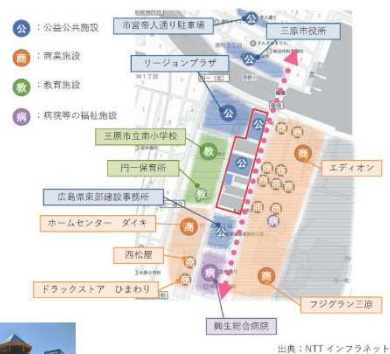 公 ：公益公共施設
商 ：商業施設
教 ：教育施設
病 ：病院等の福祉施設
市営帝人通り駐車場
三原市役所
リージョンプラザ
三原市立南小学校
円一保育所
エディオン
広島県東部建設事務所
ホームセンター ダイキ
西松屋
ドラックストア ひまわり
フジグラン三原
興生総合病院
出典：NTT インフラネット